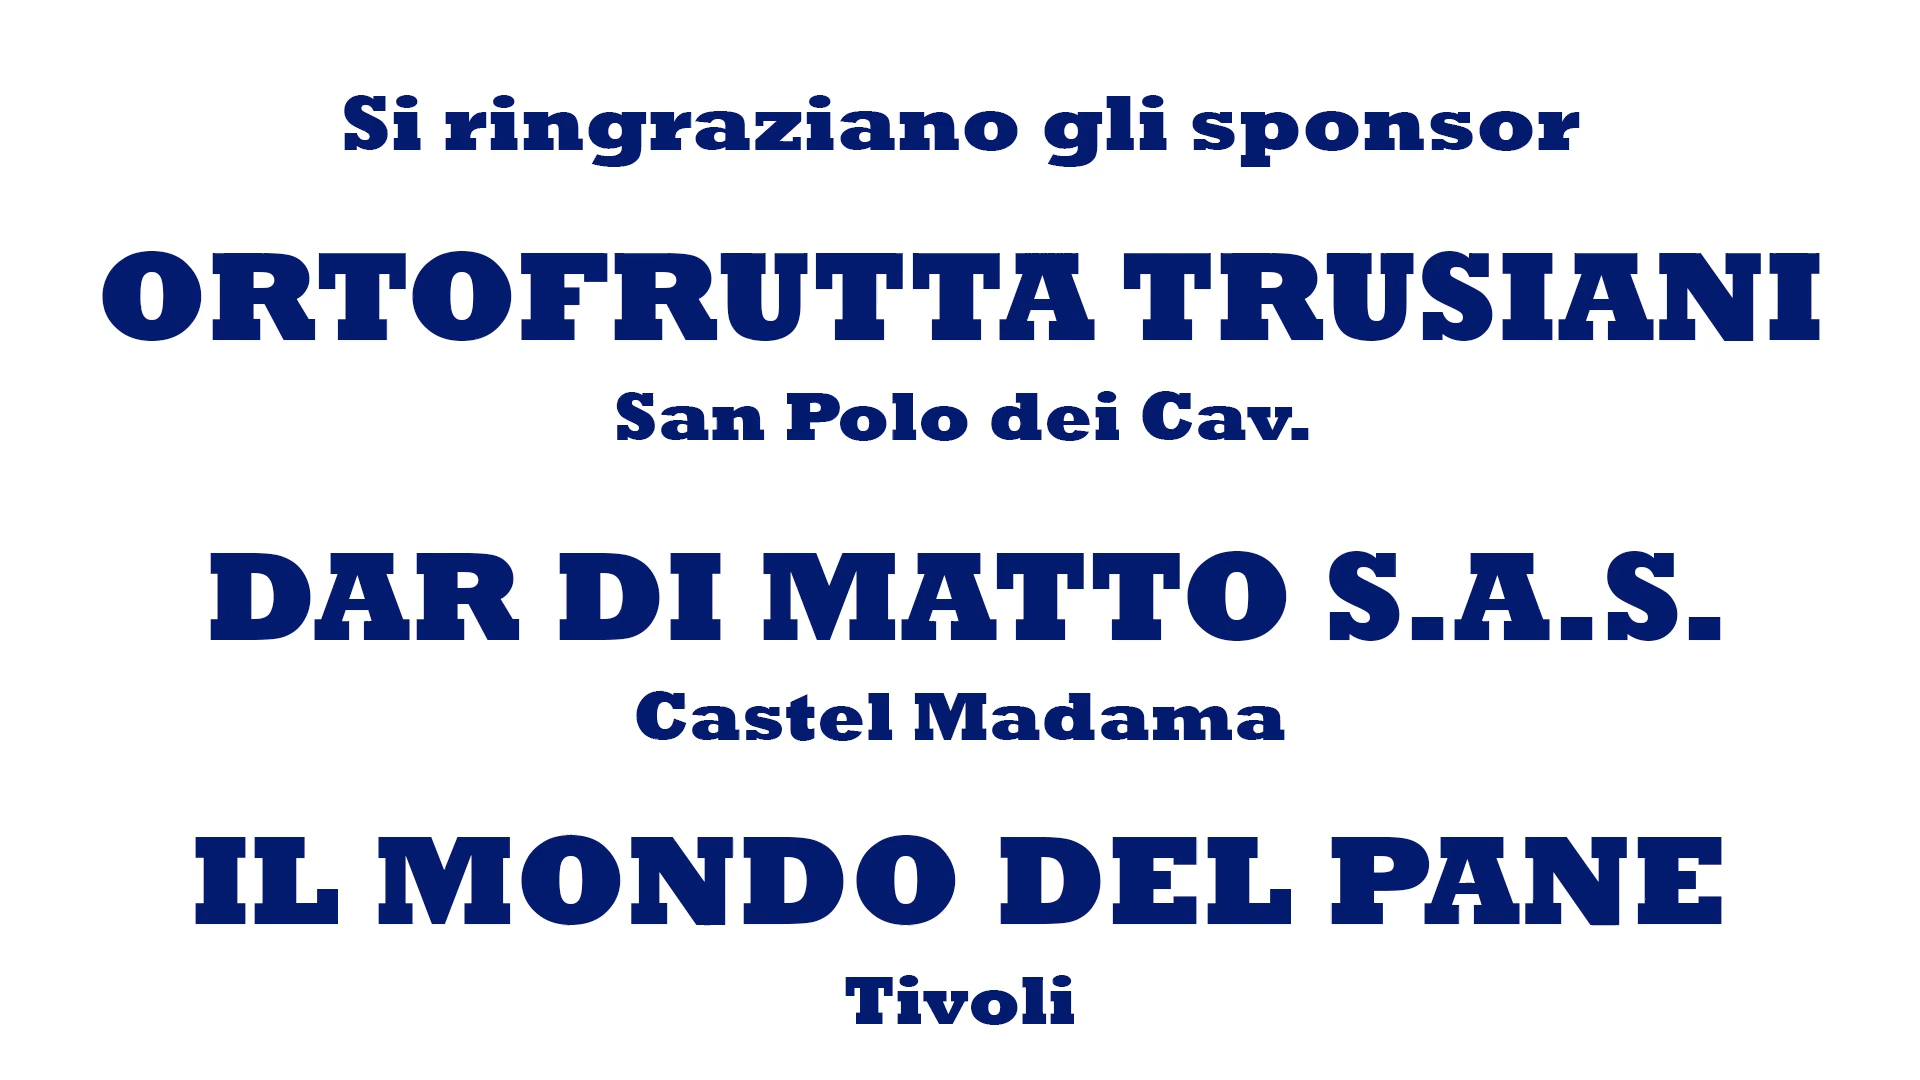 Si ringraziano gli sponsor
ORTOFRUTTA TRUSIANI
San Polo dei Cav.
DAR DI MATTO S.A.S.
Castel Madama
IL MONDO DEL PANE
Tivoli